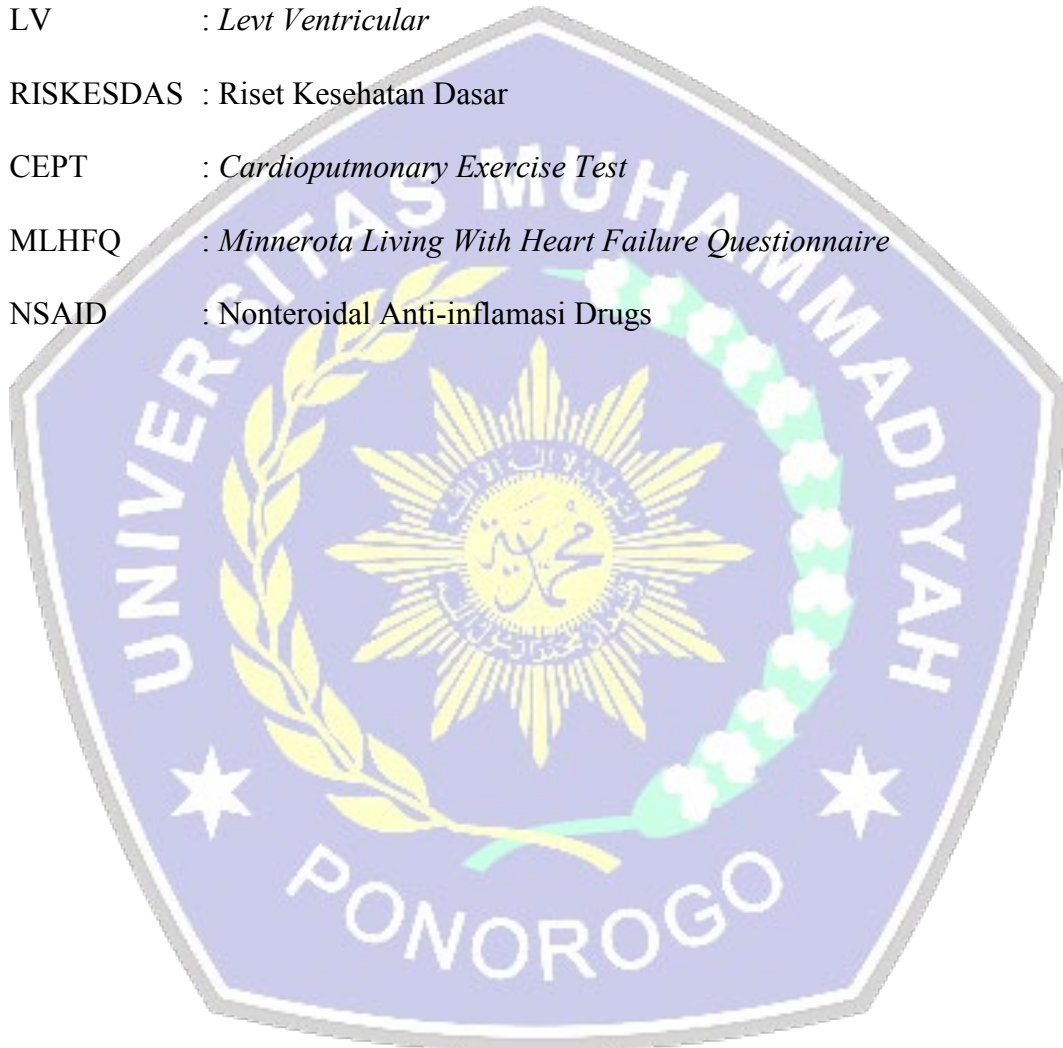 LV : Levt Ventricular
RISKESDAS : Riset Kesehatan Dasar
CEPT : Cardioputmonary Exercise Test
MLHFQ : Minnerota Living With Heart Failure Questionnaire
NSAID : Nonteroidal Anti-inflamasi Drugs
UNIVERSITAS MUHAMMADIYAH
PONOROGO
محمدية